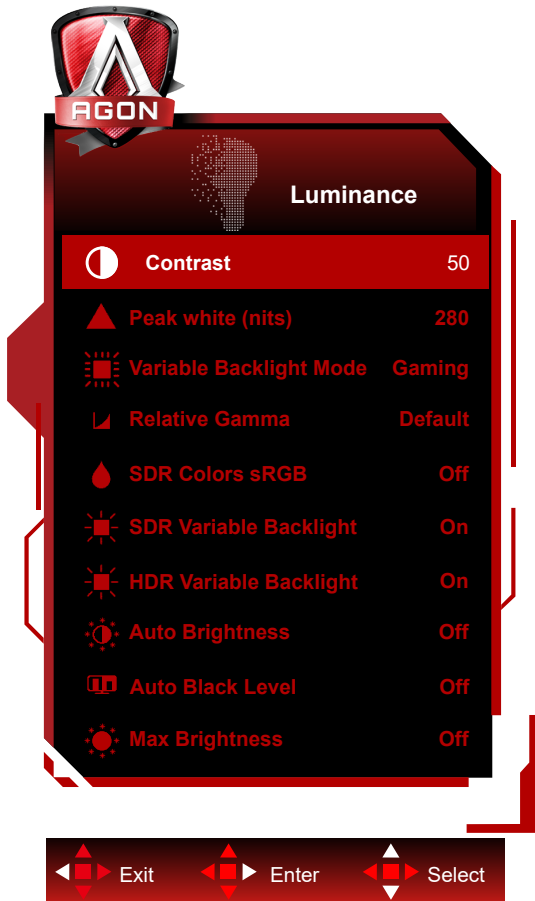 AGON
Luminance
Contrast 50
Peak white (nits) 280
Variable Backlight Mode Gaming
Relative Gamma Default
SDR Colors sRGB Off
SDR Variable Backlight On
HDR Variable Backlight On
Auto Brightness Off
Auto Black Level Off
Max Brightness Off
Exit Enter Select